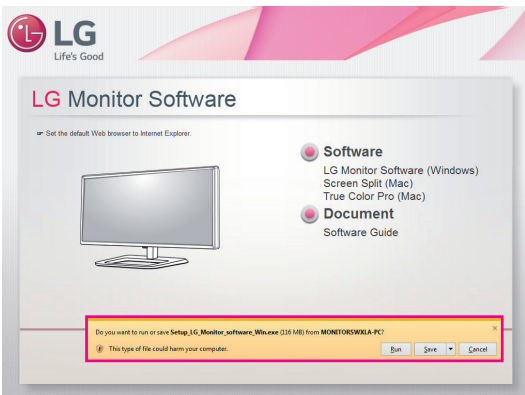 LG
Life's Good
LG Monitor Software
☞ Set the default Web browser to Internet Explorer.
Software
LG Monitor Software (Windows)
Screen Split (Mac)
True Color Pro (Mac)
Document
Software Guide
Do you want to run or save Setup_LG_Monitor_software_Win.exe (116 MB) from MONITORSWXLA-PC?
This type of file could harm your computer.
Run Save Cancel